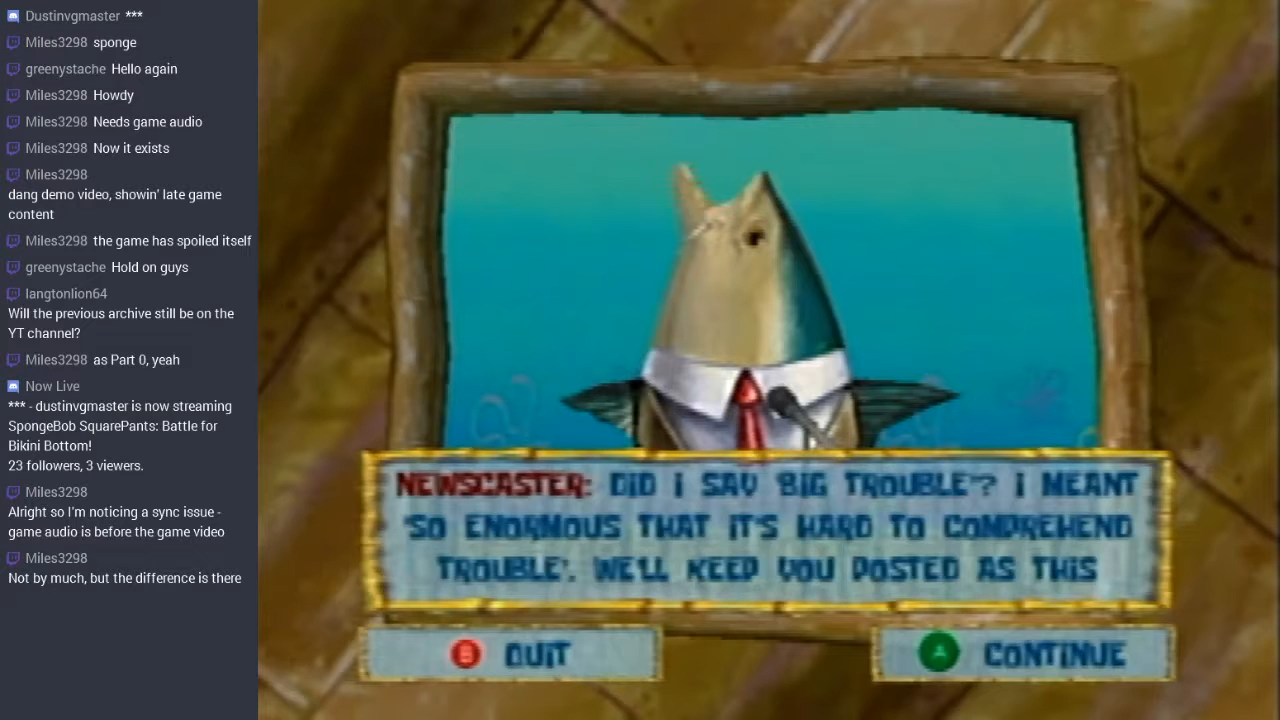 Dustinvgmaster ***
Miles3298 sponge
greenystache Hello again
Miles3298 Howdy
Miles3298 Needs game audio
Miles3298 Now it exists
Miles3298
dang demo video, showin' late game
content
Miles3298 the game has spoiled itself
greenystache Hold on guys
langtonlion64
Will the previous archive still be on the
YT channel?
Miles3298 as Part 0, yeah
Now Live
*** - dustinvgmaster is now streaming
SpongeBob SquarePants: Battle for
Bikini Bottom!
23 followers, 3 viewers.
Miles3298
Alright so I'm noticing a sync issue -
game audio is before the game video
Miles3298
Not by much, but the difference is there
NEWSCASTER: DID I SAY 'BIG TROUBLE'? I MEANT
'SO ENORMOUS THAT IT'S HARD TO COMPREHEND
TROUBLE'. WE'LL KEEP YOU POSTED AS THIS
B QUIT
A CONTINUE